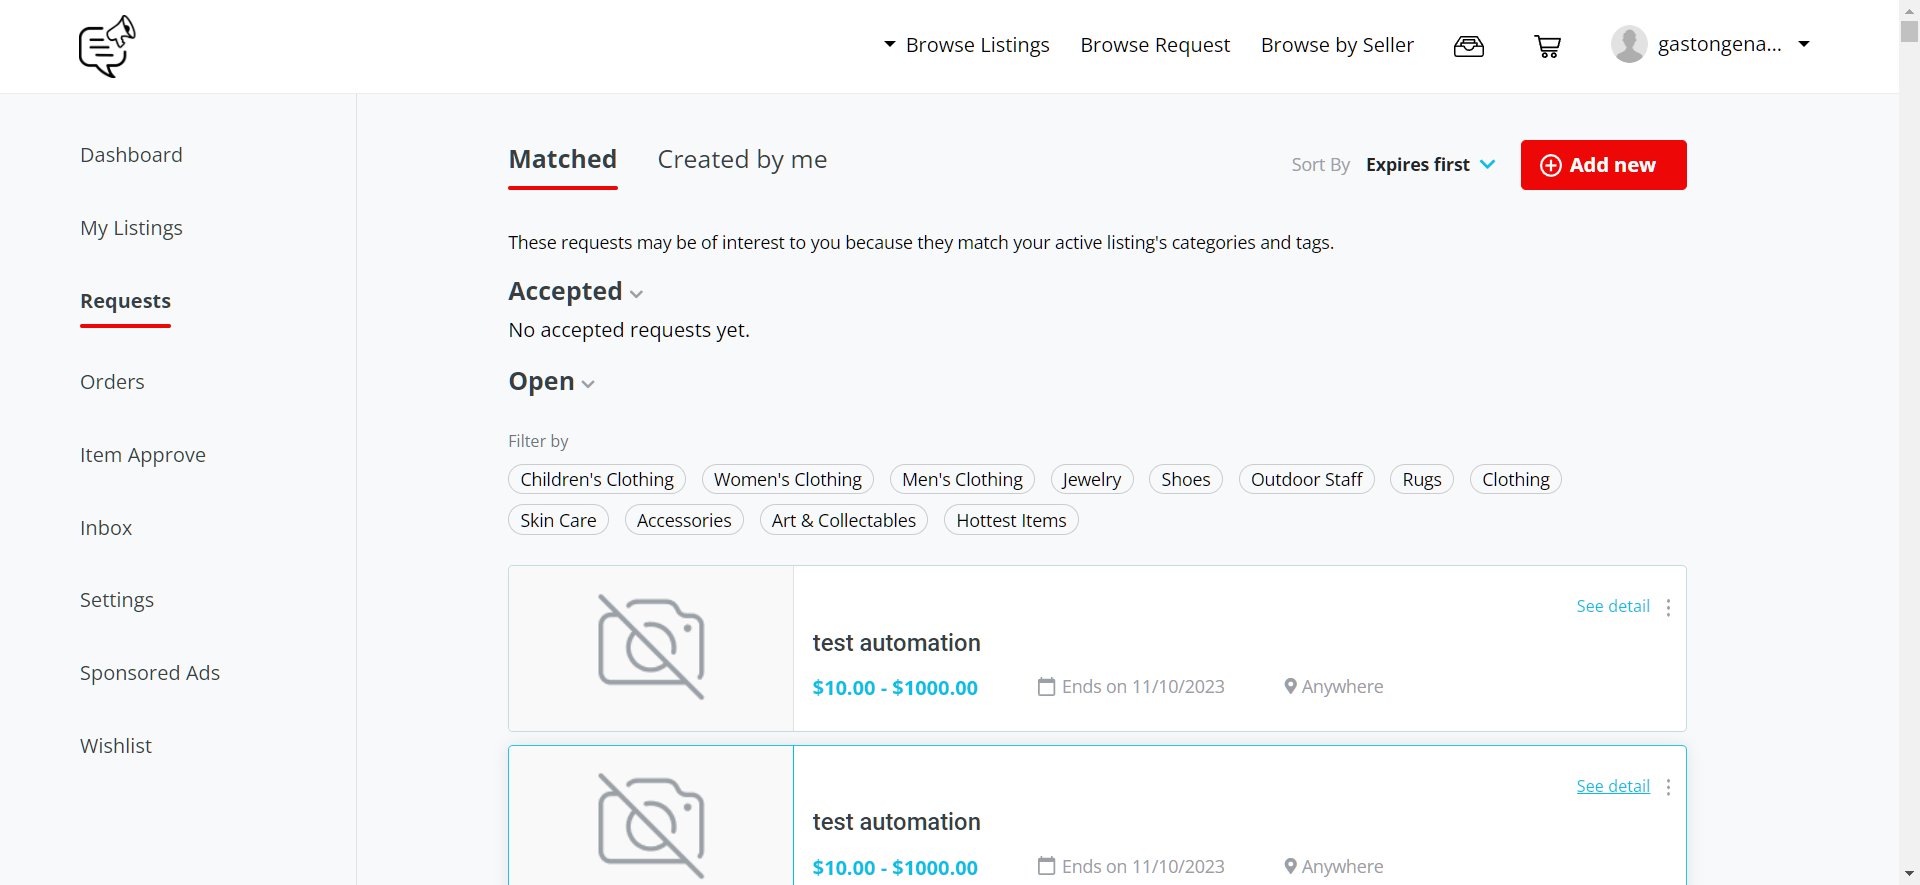 Browse Listings Browse Request Browse by Seller gastongena...
Dashboard
My Listings
Requests
Orders
Item Approve
Inbox
Settings
Sponsored Ads
Wishlist
Matched Created by me
Sort By Expires first Add new
These requests may be of interest to you because they match your active listing's categories and tags.
Accepted
No accepted requests yet.
Open
Filter by
Children's Clothing Women's Clothing Men's Clothing Jewelry Shoes Outdoor Staff Rugs Clothing
Skin Care Accessories Art & Collectables Hottest Items
See detail
test automation
$10.00 - $1000.00 Ends on 11/10/2023 Anywhere
See detail
test automation
$10.00 - $1000.00 Ends on 11/10/2023 Anywhere